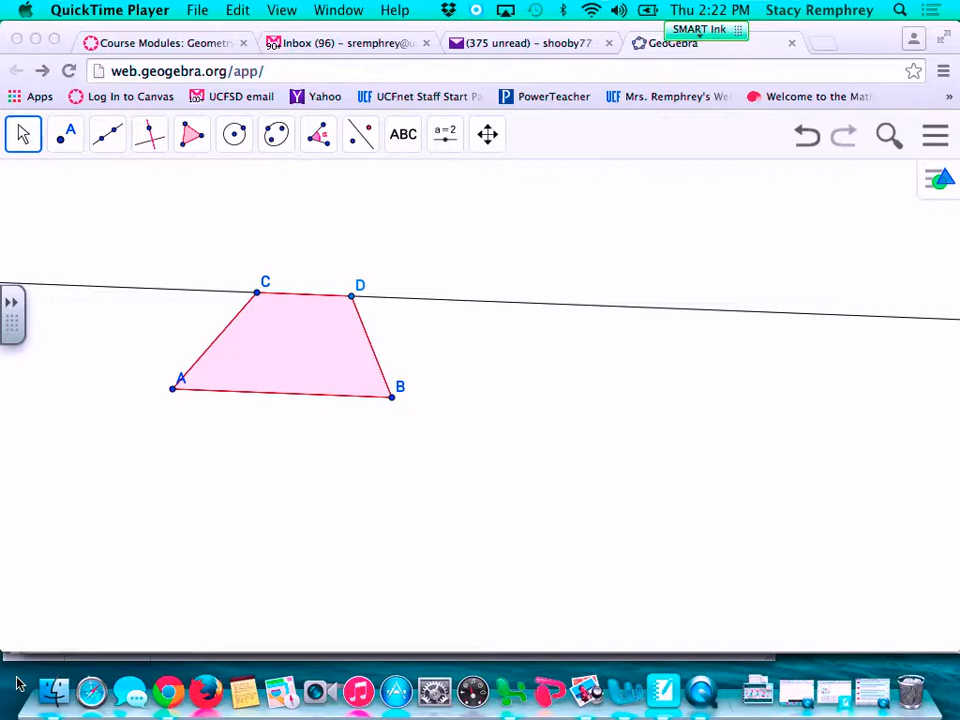 QuickTime Player File Edit View Window Help Thu 2:22 PM Stacy Remphrey
SMART Ink
Course Modules: Geometr Inbox (96) – sremphrey@u (375 unread) – shooby77 GeoGebra
web.geogebra.org/app/
Apps Log In to Canvas UCFSD email Yahoo UCFnet Staff Start Pa PowerTeacher Mrs. Remphrey's We Welcome to the Mat »
A α ABC a=2
C D
A B